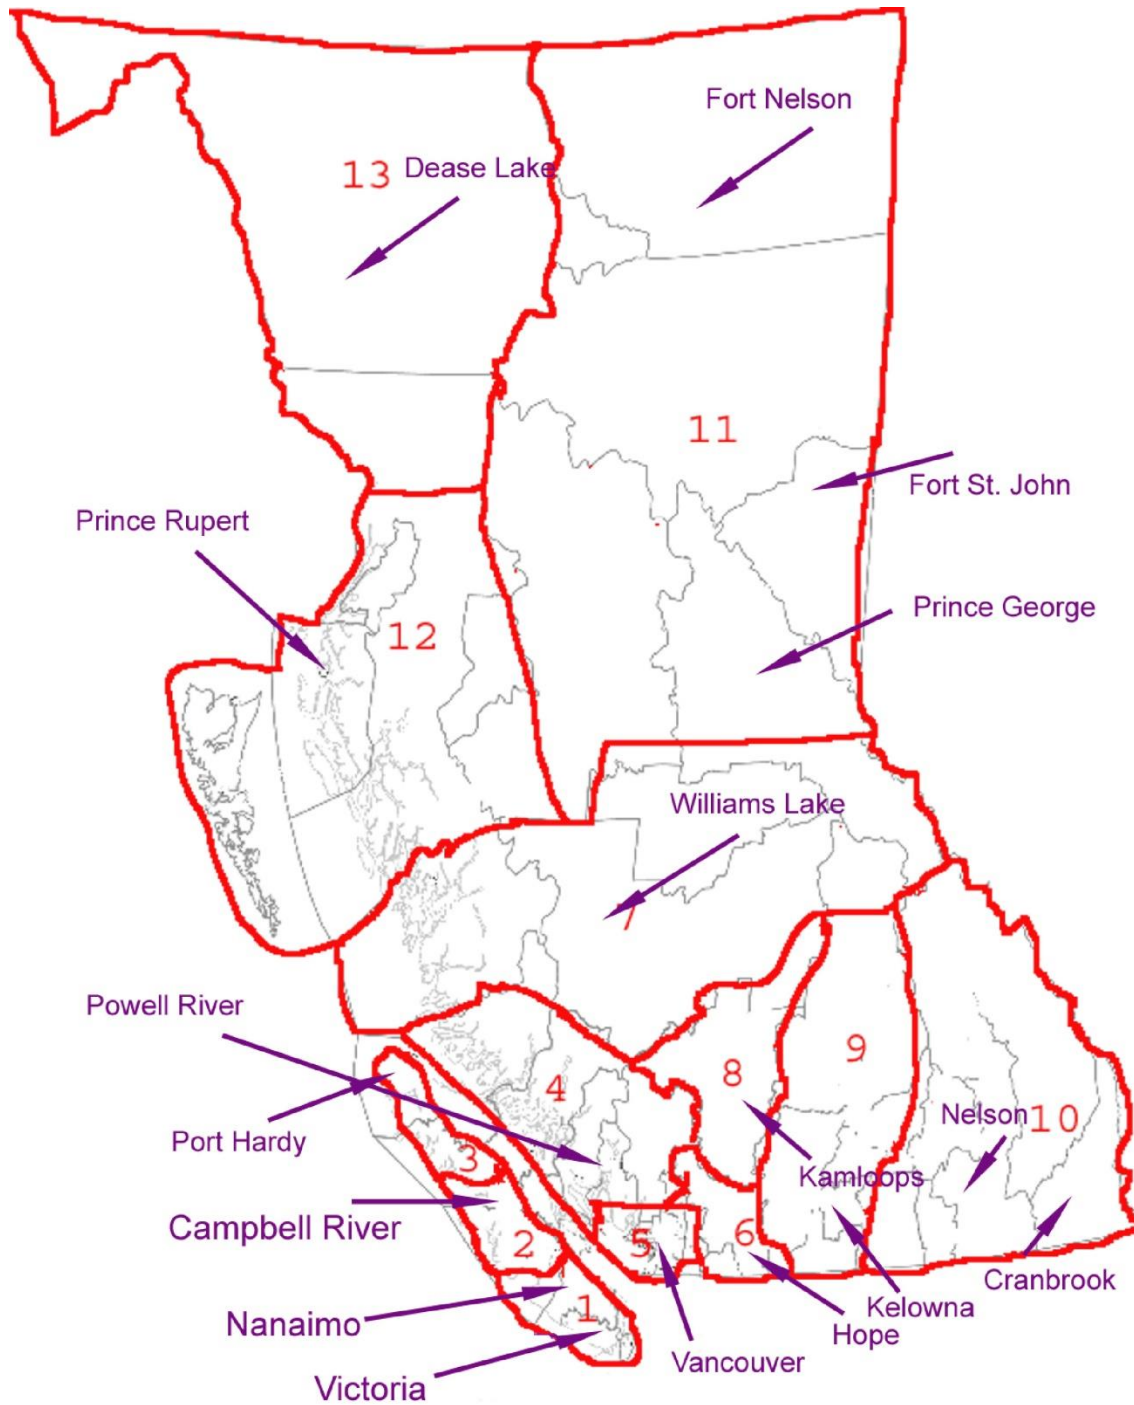 Fort Nelson
13
Dease Lake
11
Fort St. John
Prince Rupert
Prince George
12
Williams Lake
7
Powell River
9
8
4
Nelson
10
Port Hardy
3
Kamloops
Campbell River
2
5
6
Cranbrook
Nanaimo
1
Kelowna
Hope
Vancouver
Victoria